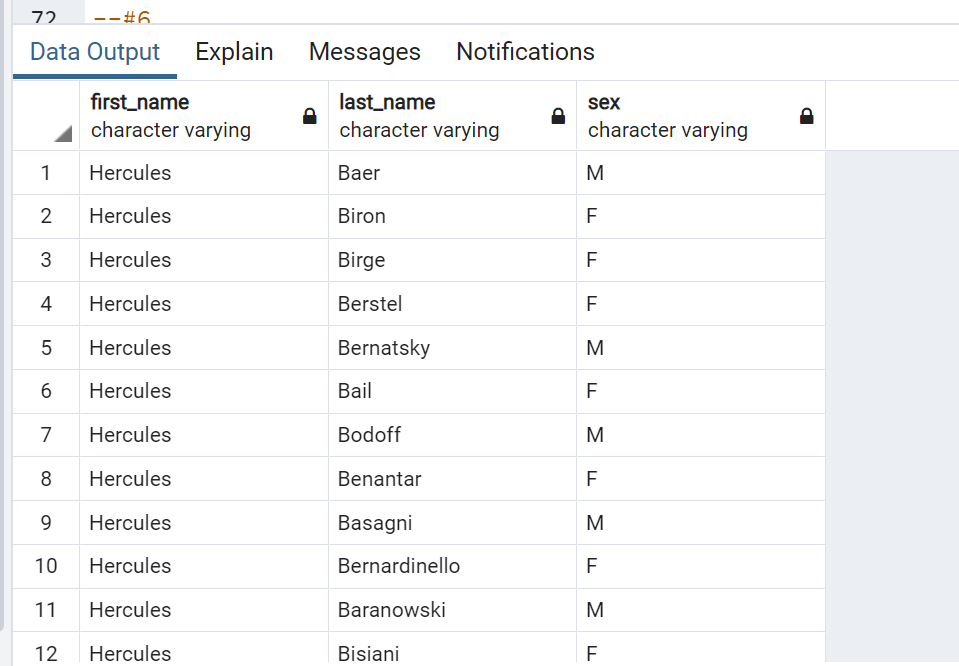 72 --#6
Data Output Explain Messages Notifications
first_name last_name sex
character varying character varying character varying
1 Hercules Baer M
2 Hercules Biron F
3 Hercules Birge F
4 Hercules Berstel F
5 Hercules Bernatsky M
6 Hercules Bail F
7 Hercules Bodoff M
8 Hercules Benantar F
9 Hercules Basagni M
10 Hercules Bernardinello F
11 Hercules Baranowski M
12 Hercules Bisiani F